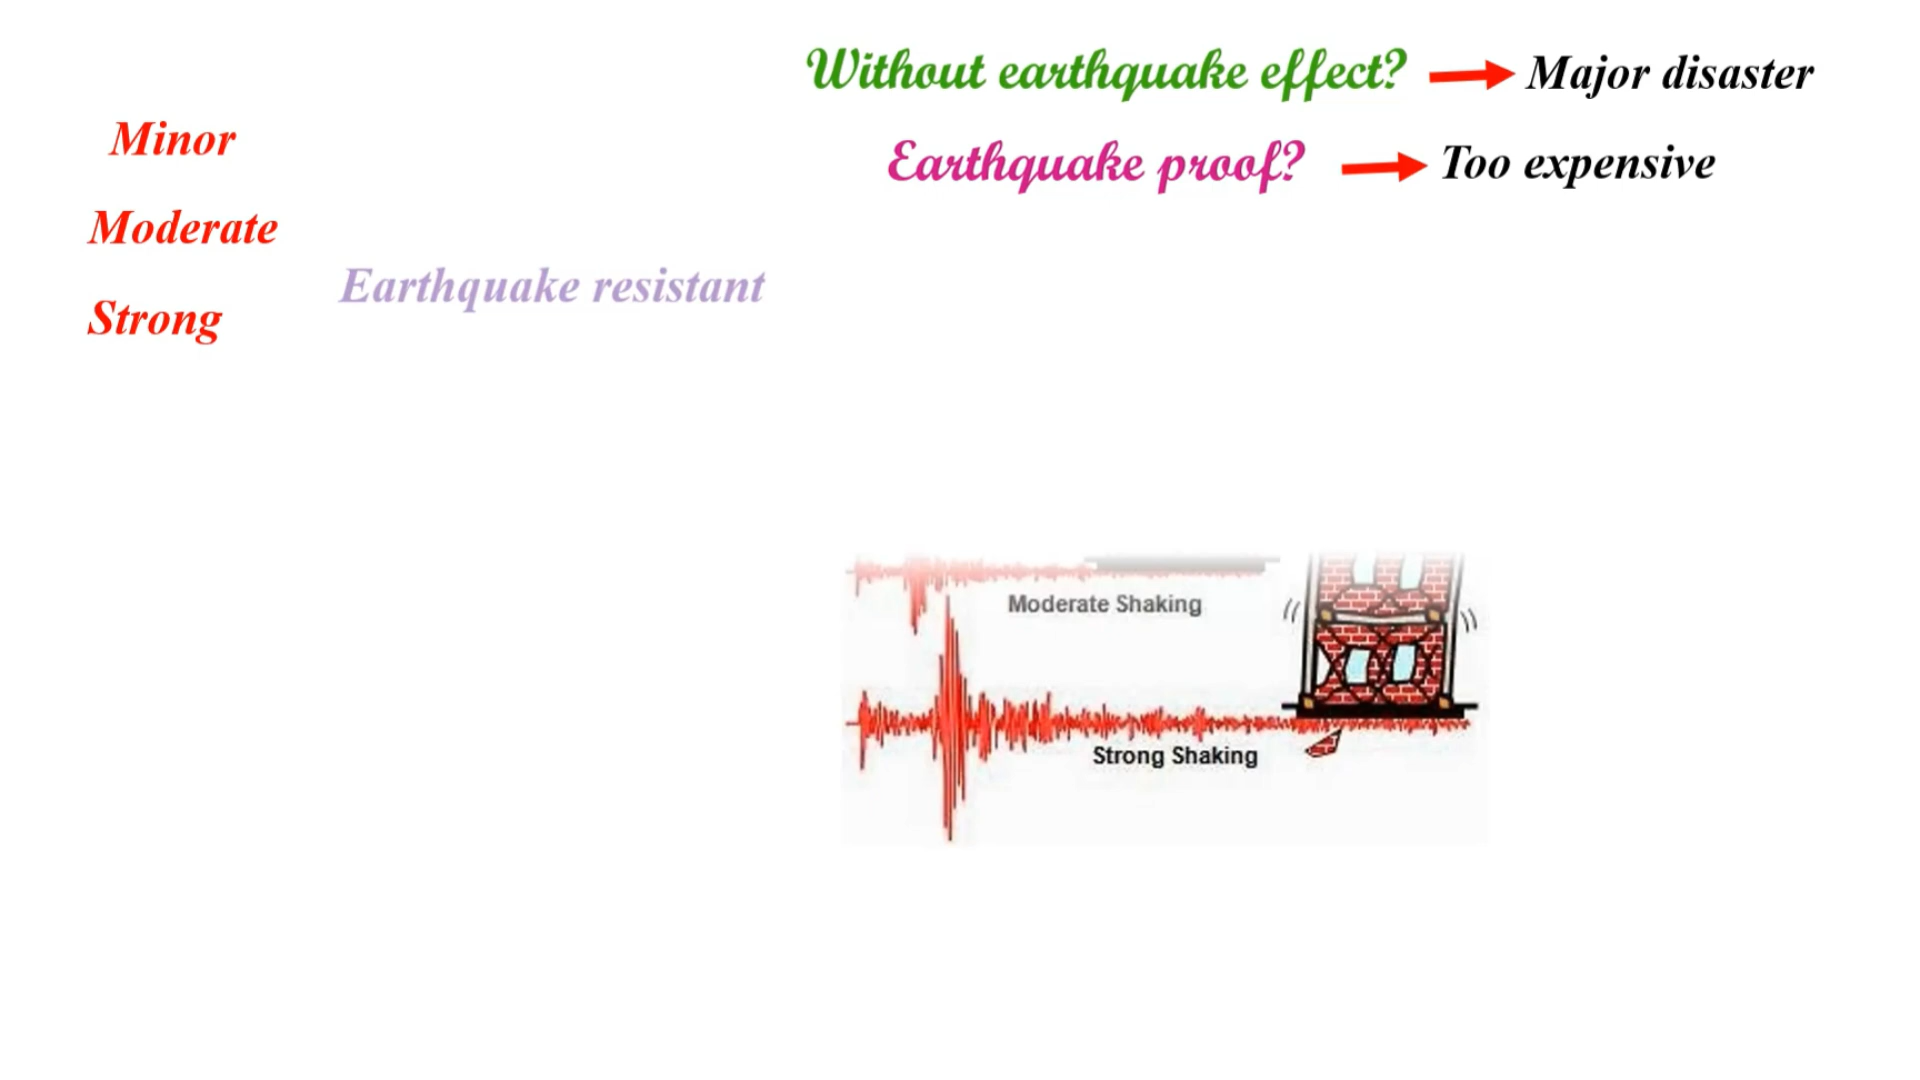 Without earthquake effect? Major disaster
Minor
Earthquake proof? Too expensive
Moderate
Earthquake resistant
Strong
Moderate Shaking
Strong Shaking